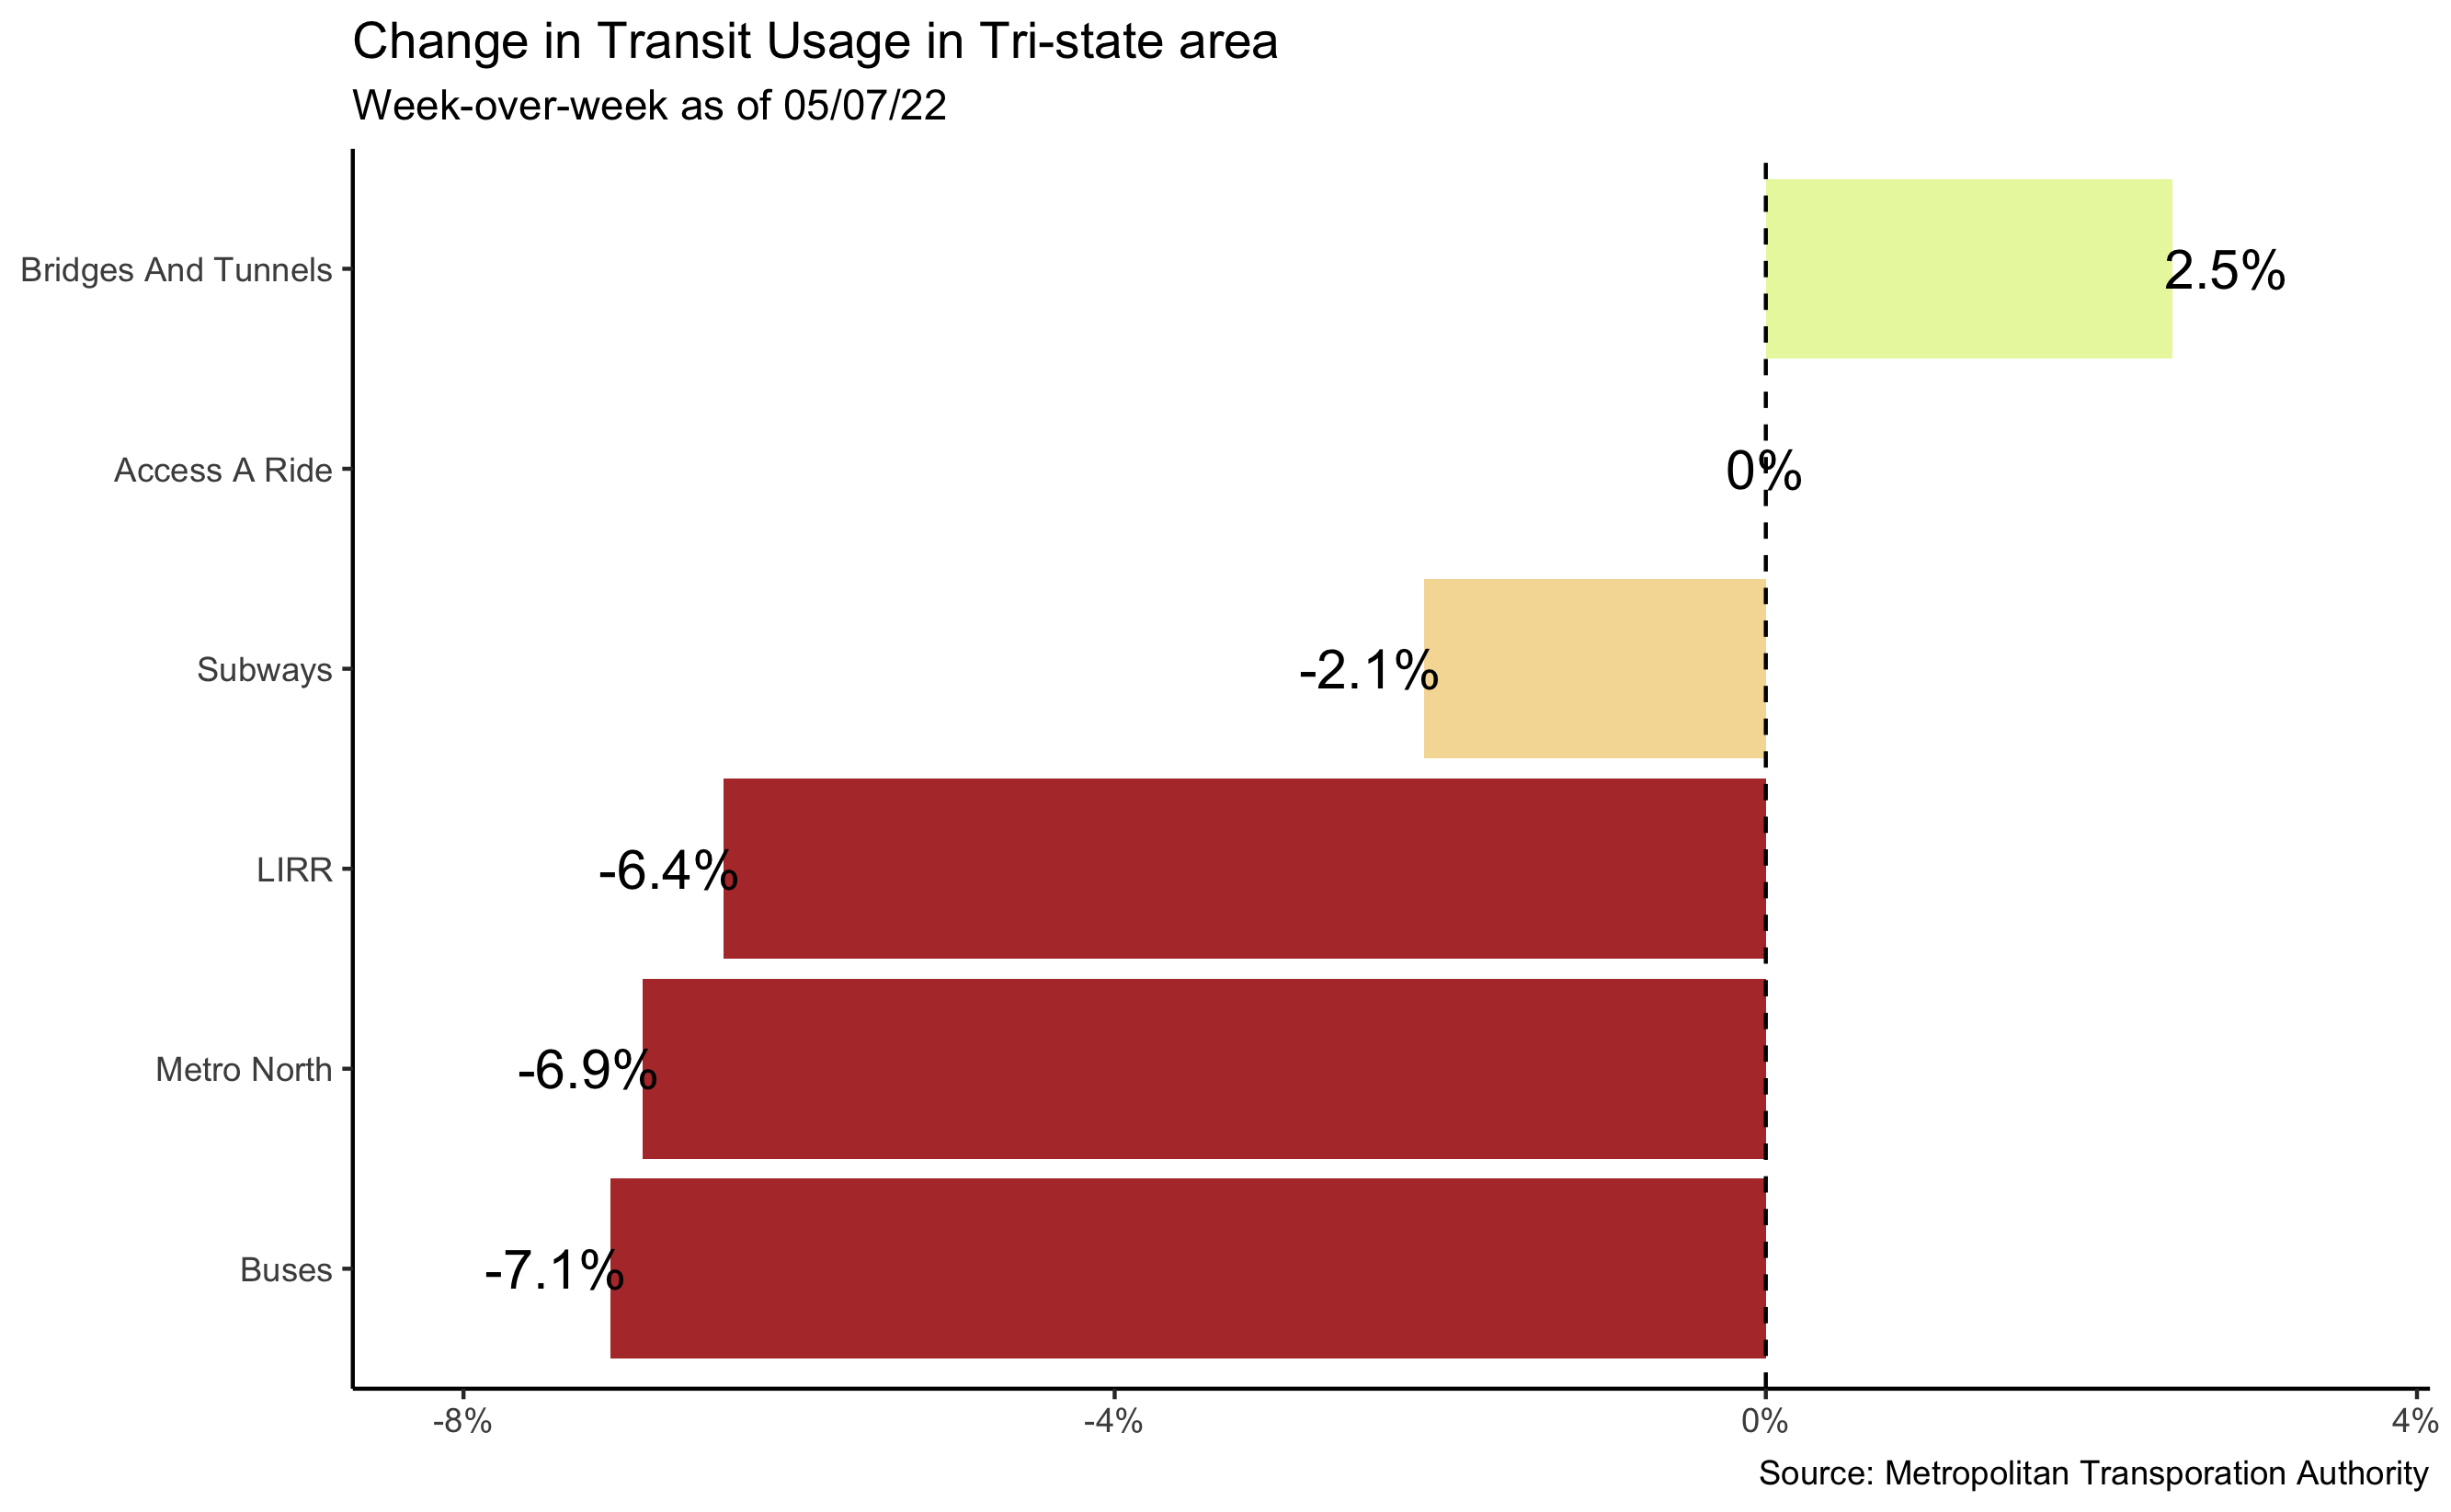 Change in Transit Usage in Tri-state area
Week-over-week as of 05/07/22
Bridges And Tunnels
2.5%
Access A Ride
0%
Subways
-2.1%
LIRR
-6.4%
Metro North
-6.9%
Buses
-7.1%
-8%
-4%
0%
4%
Source: Metropolitan Transporation Authority